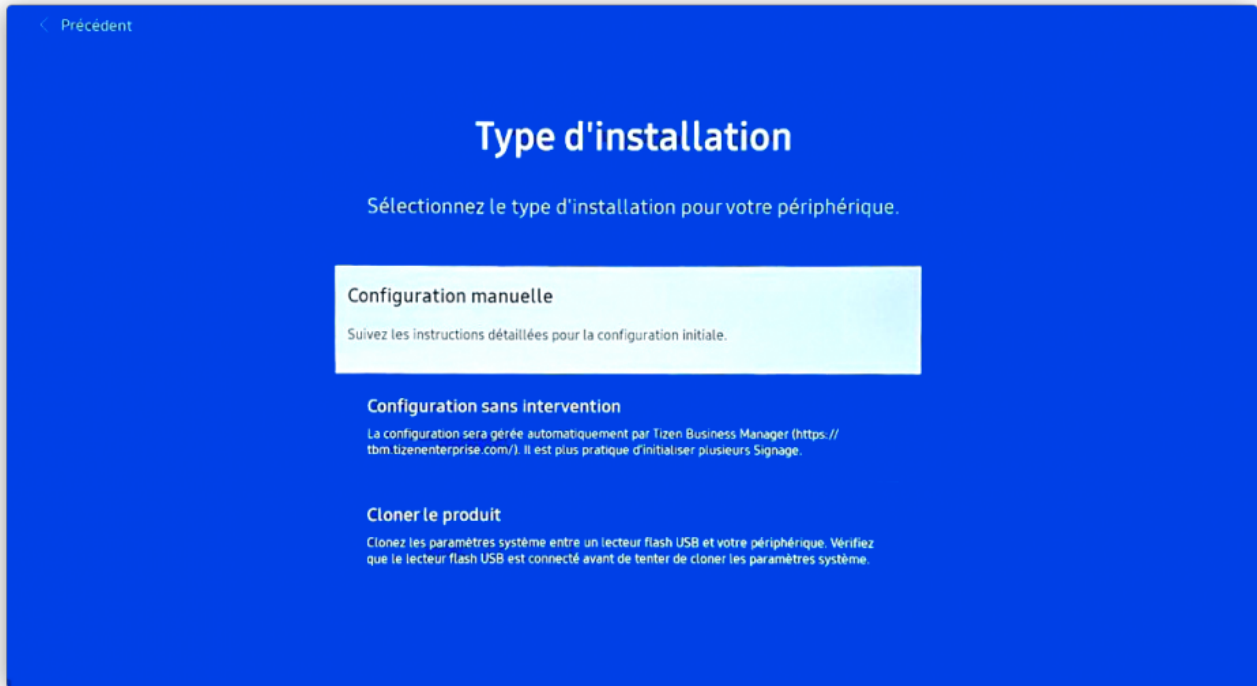 Précédent
Type d'installation
Sélectionnez le type d'installation pour votre périphérique.
Configuration manuelle
Suivez les instructions détaillées pour la configuration initiale.
Configuration sans intervention
La configuration sera gérée automatiquement par Tizen Business Manager (https://
tbm.tizenenterprise.com/). Il est plus pratique d'initialiser plusieurs Signage.
Cloner le produit
Clonez les paramètres système entre un lecteur flash USB et votre périphérique. Vérifiez
que le lecteur flash USB est connecté avant de tenter de cloner les paramètres système.